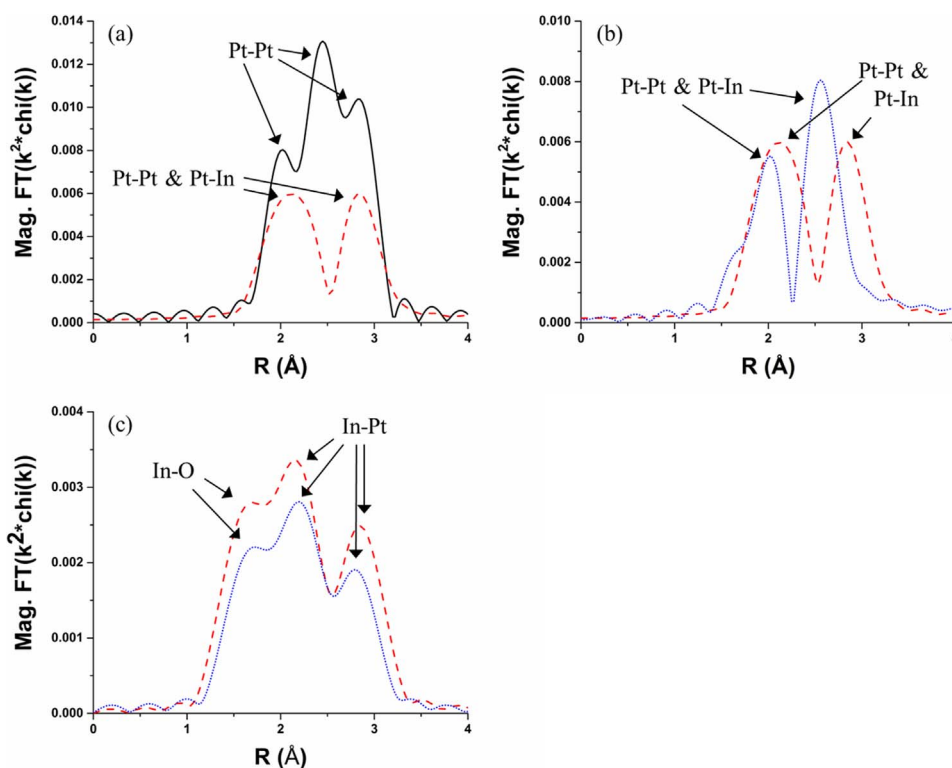 (a)
Pt-Pt
Pt-Pt & Pt-In
0.014
0.012
0.010
0.008
0.006
0.004
0.002
0.000
0 1 2 3 4
R (Å)
Mag. FT(k²*chi(k))
(b)
Pt-Pt & Pt-In
Pt-Pt &
Pt-In
0.010
0.008
0.006
0.004
0.002
0.000
0 1 2 3
R (Å)
Mag. FT(k²*chi(k))
(c)
In-O
In-Pt
0.004
0.003
0.002
0.001
0.000
0 1 2 3 4
R (Å)
Mag. FT(k²*chi(k))